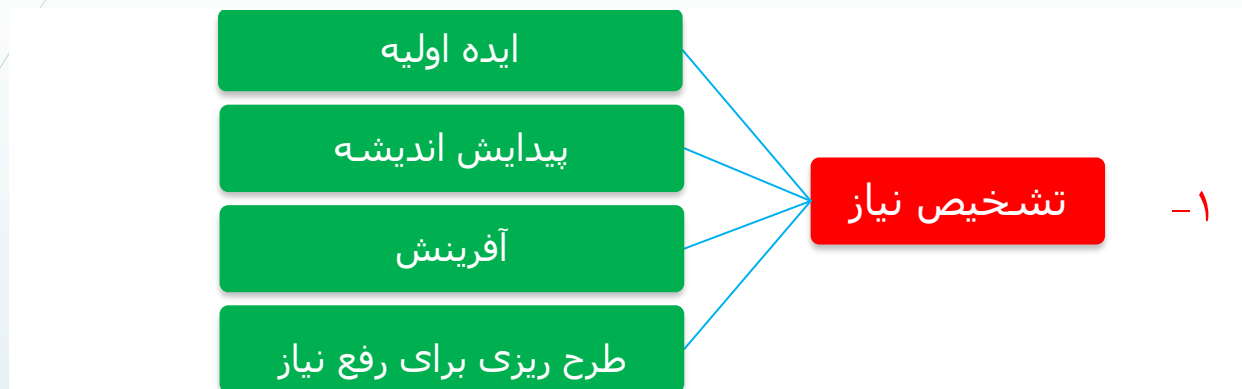 ۱-
تشخیص نیاز
ایده اولیه
پیدایش اندیشه
آفرینش
طرح ریزی برای رفع نیاز